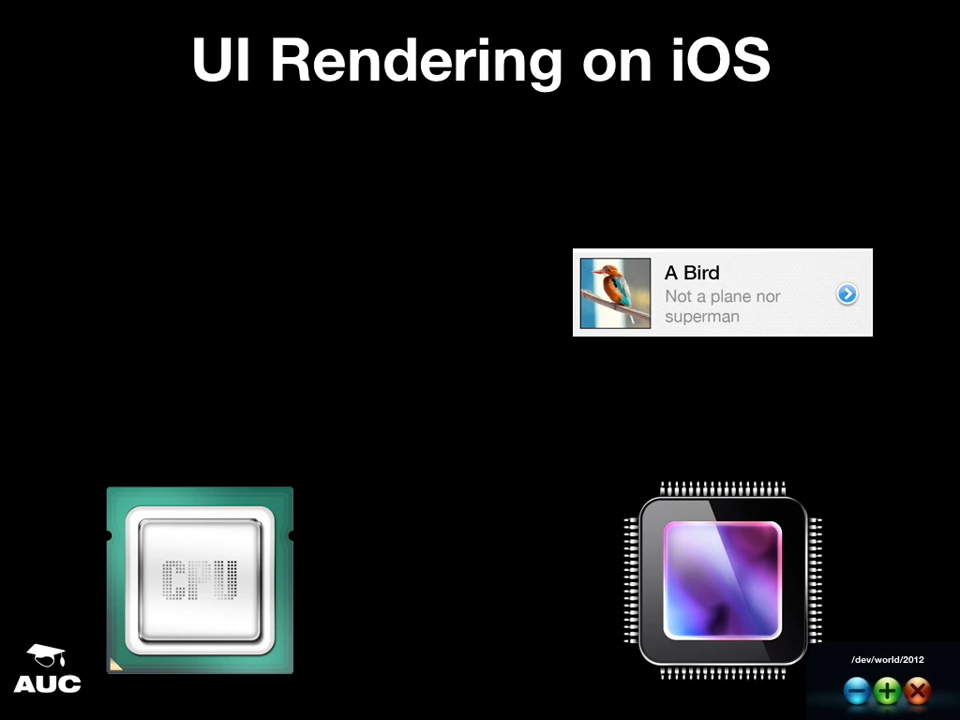 UI Rendering on iOS
A Bird
Not a plane nor
superman
CPU
AUC
/dev/world/2012